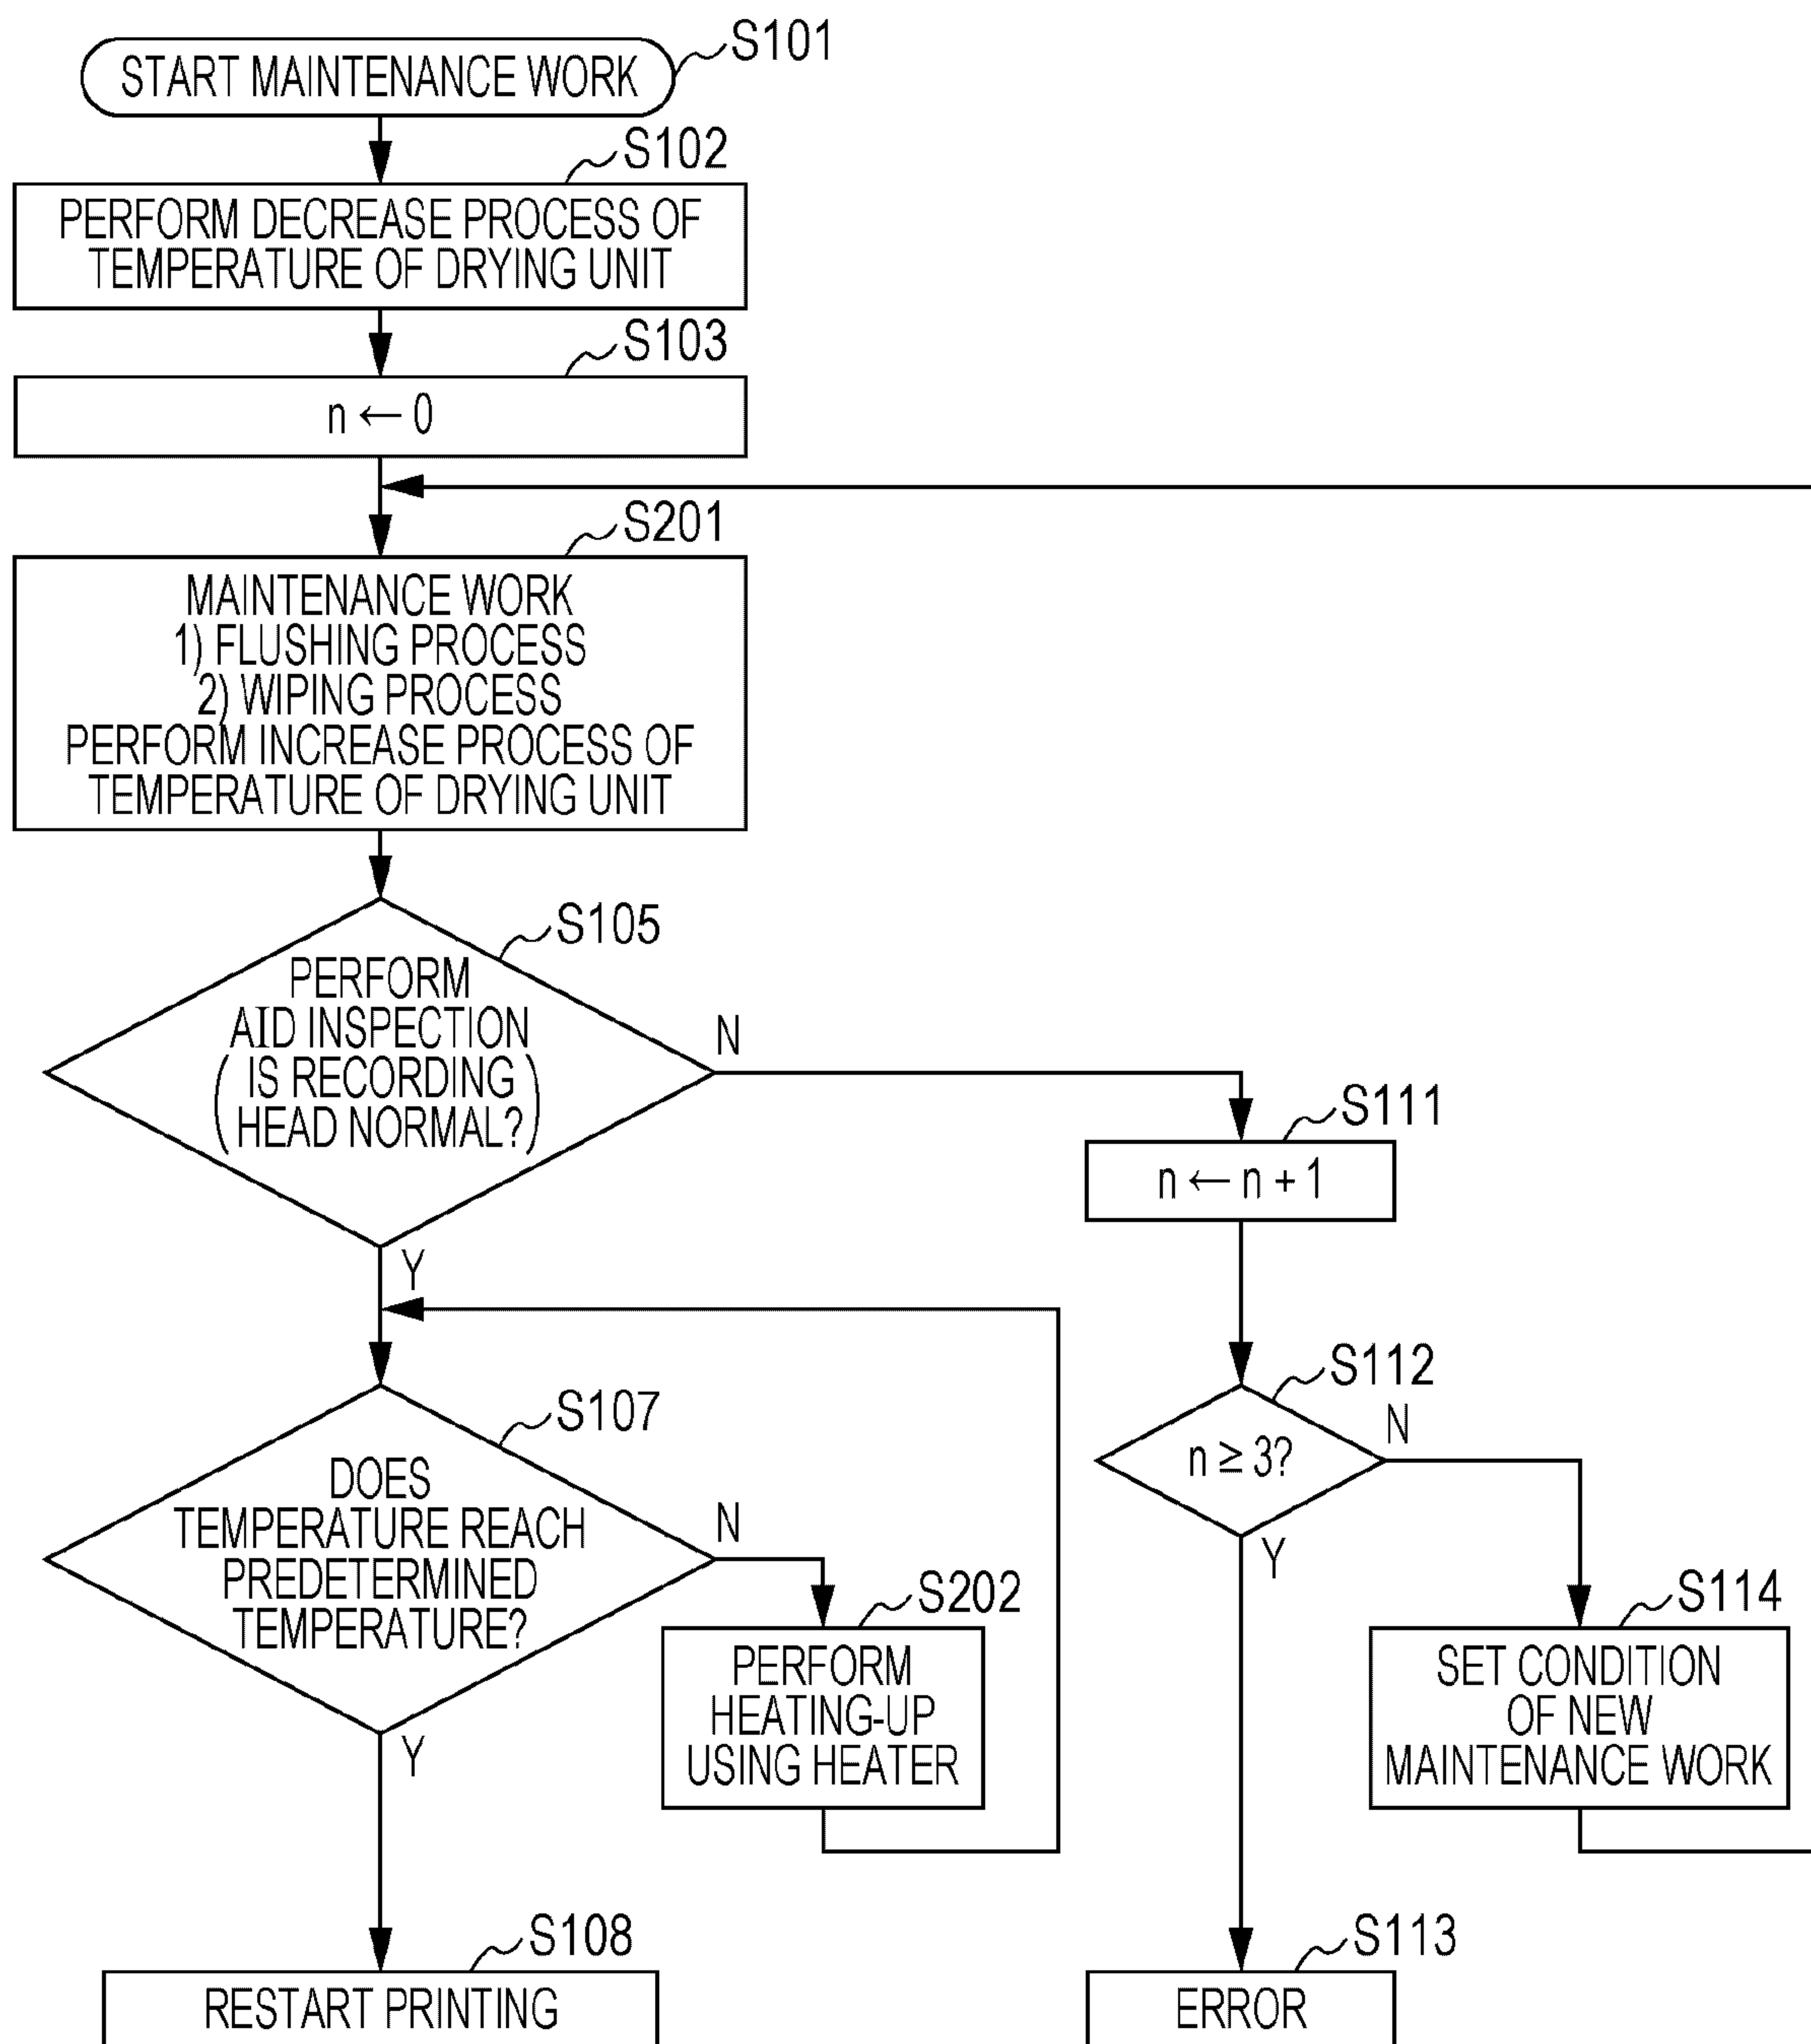 S101
START MAINTENANCE WORK
S102
PERFORM DECREASE PROCESS OF
TEMPERATURE OF DRYING UNIT
S103
n ← 0
S201
MAINTENANCE WORK
1) FLUSHING PROCESS
2) WIPING PROCESS
PERFORM INCREASE PROCESS OF
TEMPERATURE OF DRYING UNIT
S105
PERFORM
AID INSPECTION
(IS RECORDING
HEAD NORMAL?)
N
Y
S111
n ← n + 1
S112
n ≥ 3?
N
Y
S107
DOES
TEMPERATURE REACH
PREDETERMINED
TEMPERATURE?
N
Y
S202
PERFORM
HEATING-UP
USING HEATER
S114
SET CONDITION
OF NEW
MAINTENANCE WORK
S108
RESTART PRINTING
S113
ERROR